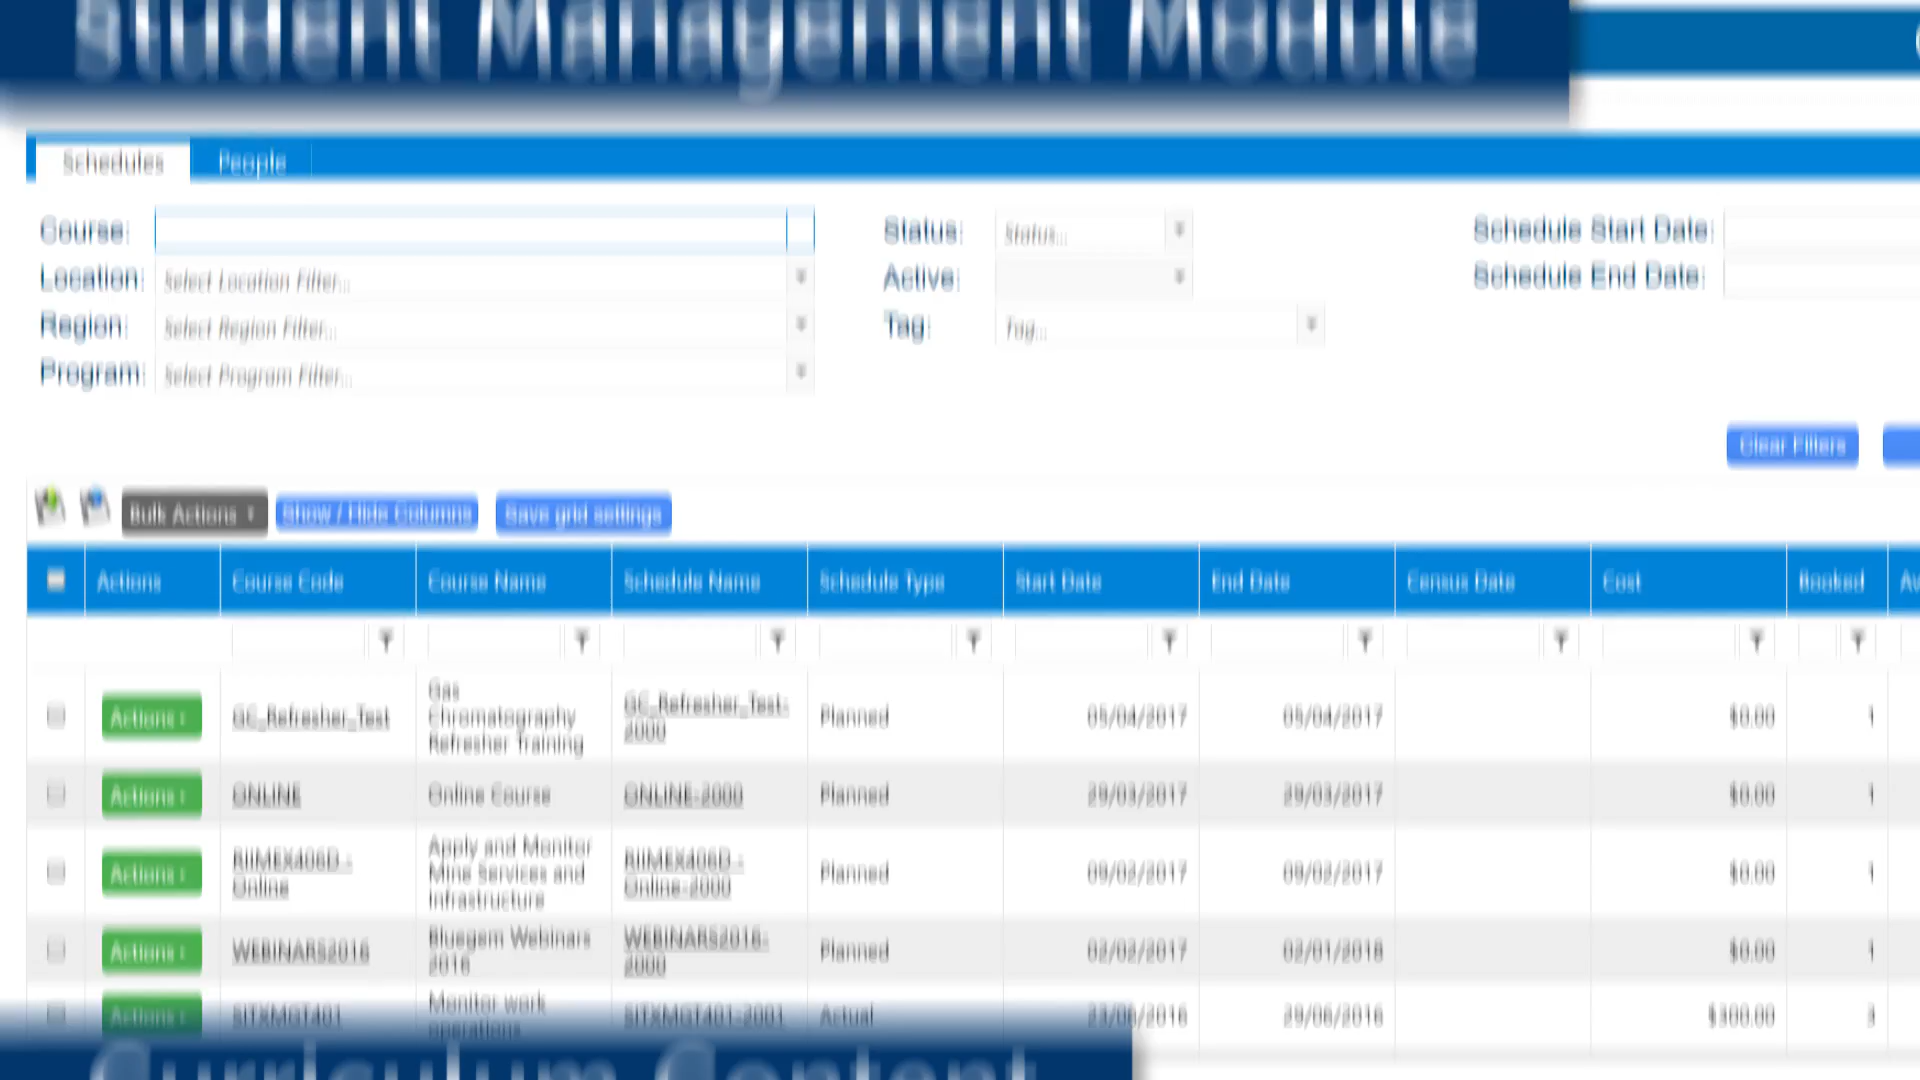 Student Management Module
Schedules People
Course: Status: Status... Schedule Start Date:
Location: Select Location Filter... Active: Schedule End Date:
Region: Select Region Filter... Tag: Tag...
Program: Select Program Filter...
Clear Filters
Bulk Actions Show / Hide Columns Save grid settings
Actions Course Code Course Name Schedule Name Schedule Type Start Date End Date Census Date Cost Booked
Actions GC_Refresher_Test Gas Chromatography Refresher Training GC_Refresher_Test-2000 Planned 05/04/2017 05/04/2017 $0.00 1
Actions ONLINE Online Course ONLINE-2000 Planned 29/03/2017 29/03/2017 $0.00 1
Actions RIIMEX406D - Online Apply and Monitor Mine Services and Infrastructure RIIMEX406D - Online-2000 Planned 09/02/2017 09/02/2017 $0.00 1
Actions WEBINARS2016 Bluegem Webinars 2016 WEBINARS2016-2000 Planned 02/02/2017 02/01/2018 $0.00 1
Actions SITXMGT401 Monitor work operations SITXMGT401-2001 Actual 23/06/2016 29/06/2016 $300.00 3
Curriculum Content